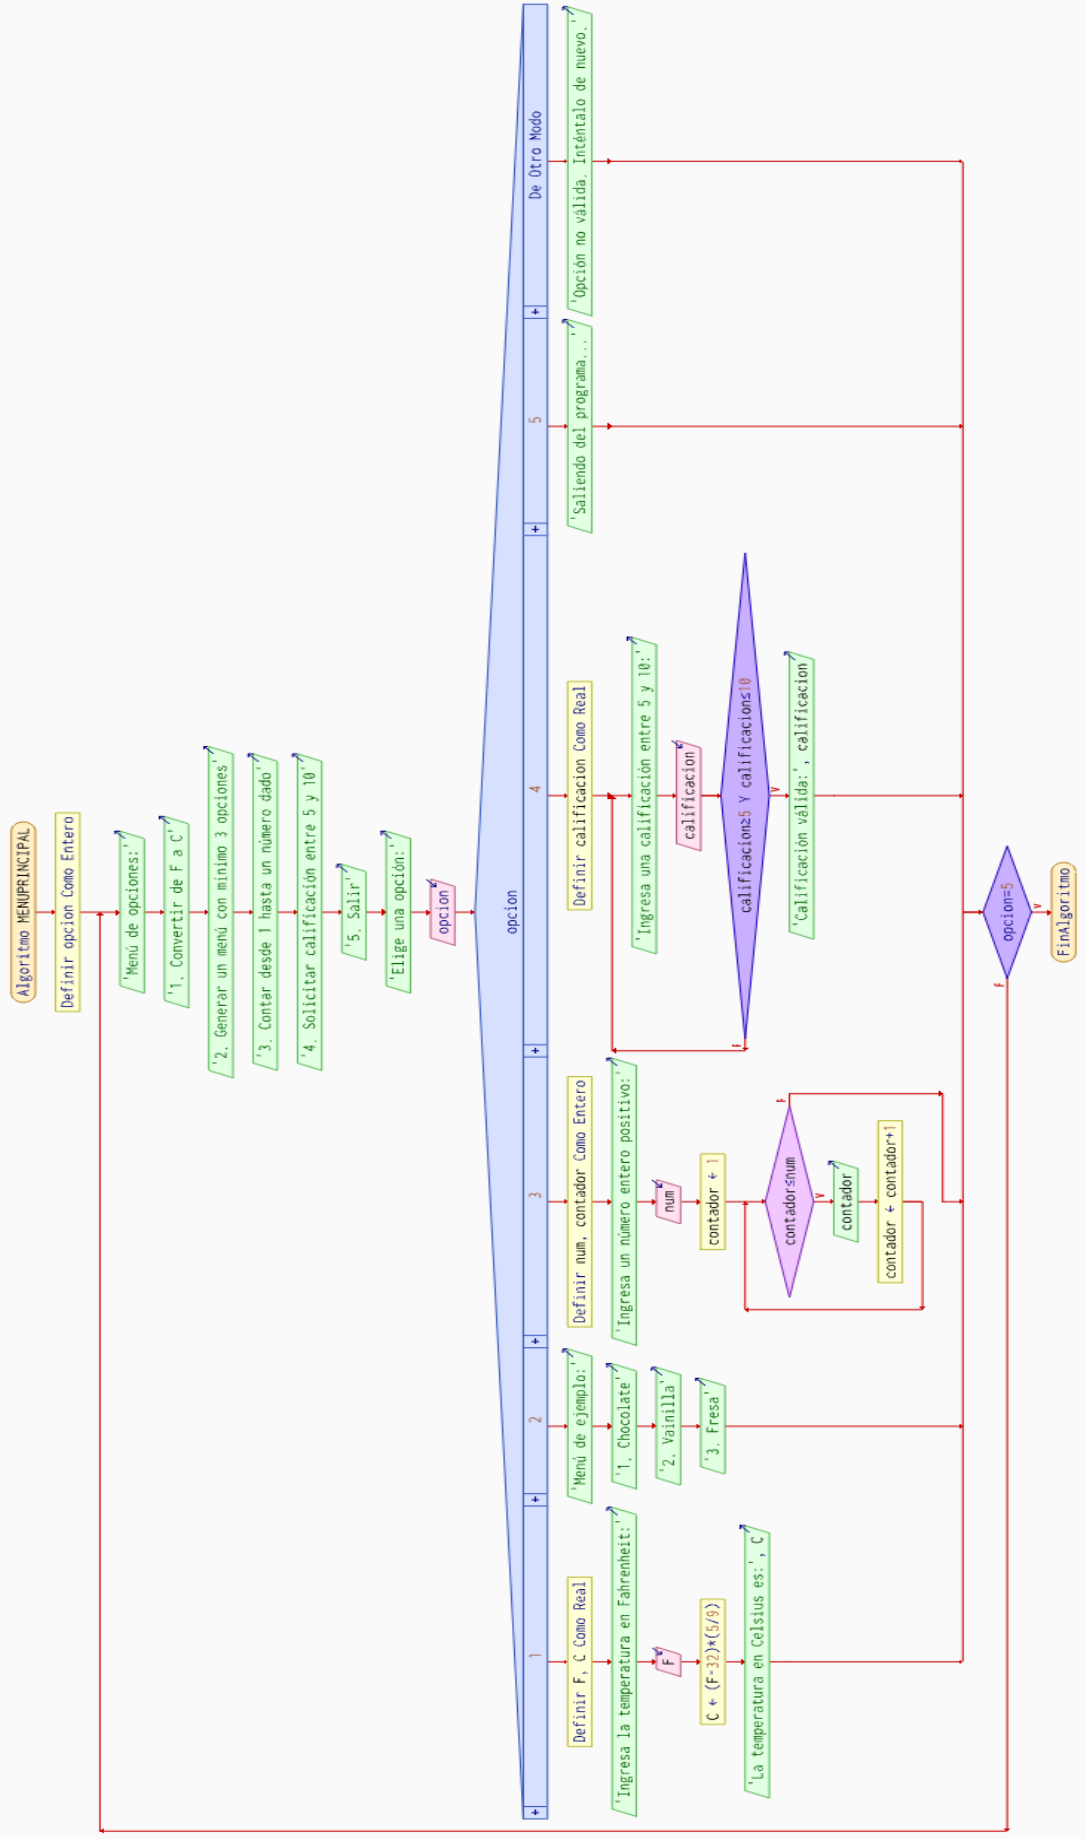 Algoritmo MENUPRINCIPAL
Definir opcion Como Entero
'Menú de opciones:'
'1. Convertir de F a C'
'2. Generar un menú con minimo 3 opciones'
'3. Contar desde 1 hasta un número dado'
'4. Solicitar calificación entre 5 y 10'
'5. Salir'
'Elige una opción:'
opcion
opcion
+
1
Definir F, C Como Real
'Ingresa la temperatura en Fahrenheit:'
F
C ← (F-32)*(5/9)
'La temperatura en Celsius es:', C
+
2
'Menú de ejemplo:'
'1. Chocolate'
'2. Vainilla'
'3. Fresa'
+
3
Definir num, contador Como Entero
'Ingresa un número entero positivo:'
num
contador ← 1
contador≤num
F
V
contador
contador ← contador+1
+
4
Definir calificacion Como Real
'Ingresa una calificación entre 5 y 10:'
calificacion
calificacion≥5 Y calificacion≤10
F
V
'Calificación válida:', calificacion
+
5
'Saliendo del programa...'
+
De Otro Modo
'Opción no válida. Inténtalo de nuevo.'
opcion=5
F
V
FinAlgoritmo